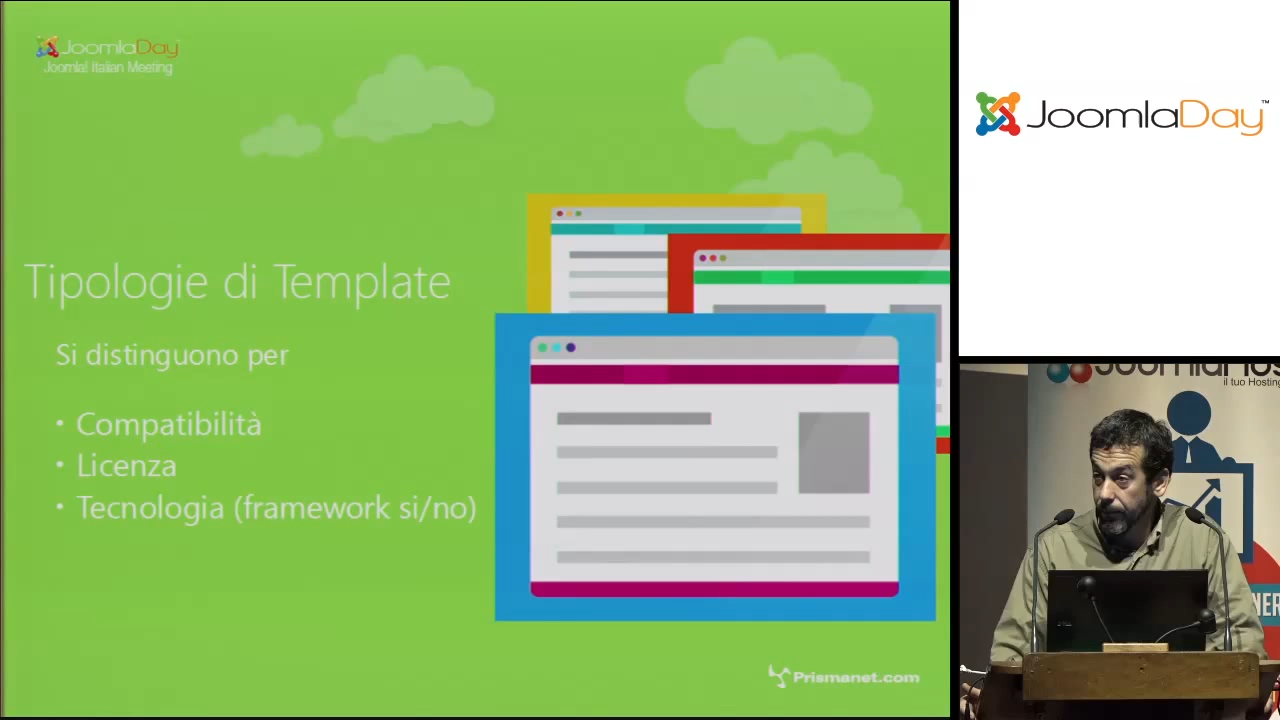 JoomlaDay
Joomla! Italian Meeting
Tipologie di Template
Si distinguono per
• Compatibilità
• Licenza
• Tecnologia (framework si/no)
Prismanet.com
JoomlaDay™
il tuo Hosting